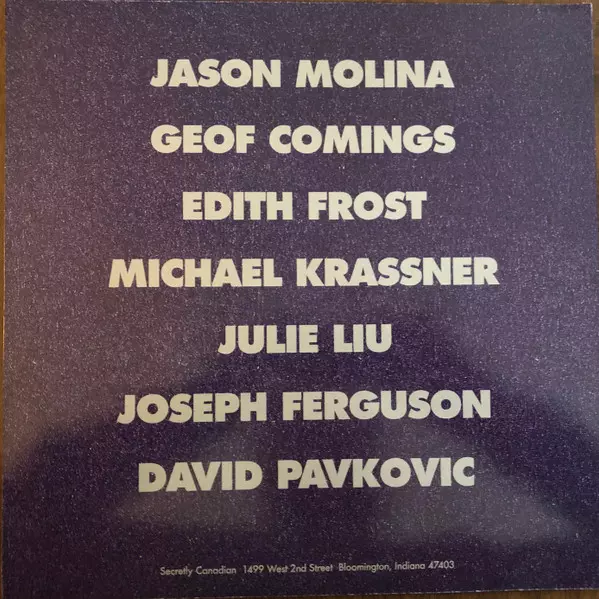 JASON MOLINA
GEOF COMINGS
EDITH FROST
MICHAEL KRASSNER
JULIE LIU
JOSEPH FERGUSON
DAVID PAVKOVIC
Secretly Canadian 1499 West 2nd Street Bloomington, Indiana 47403